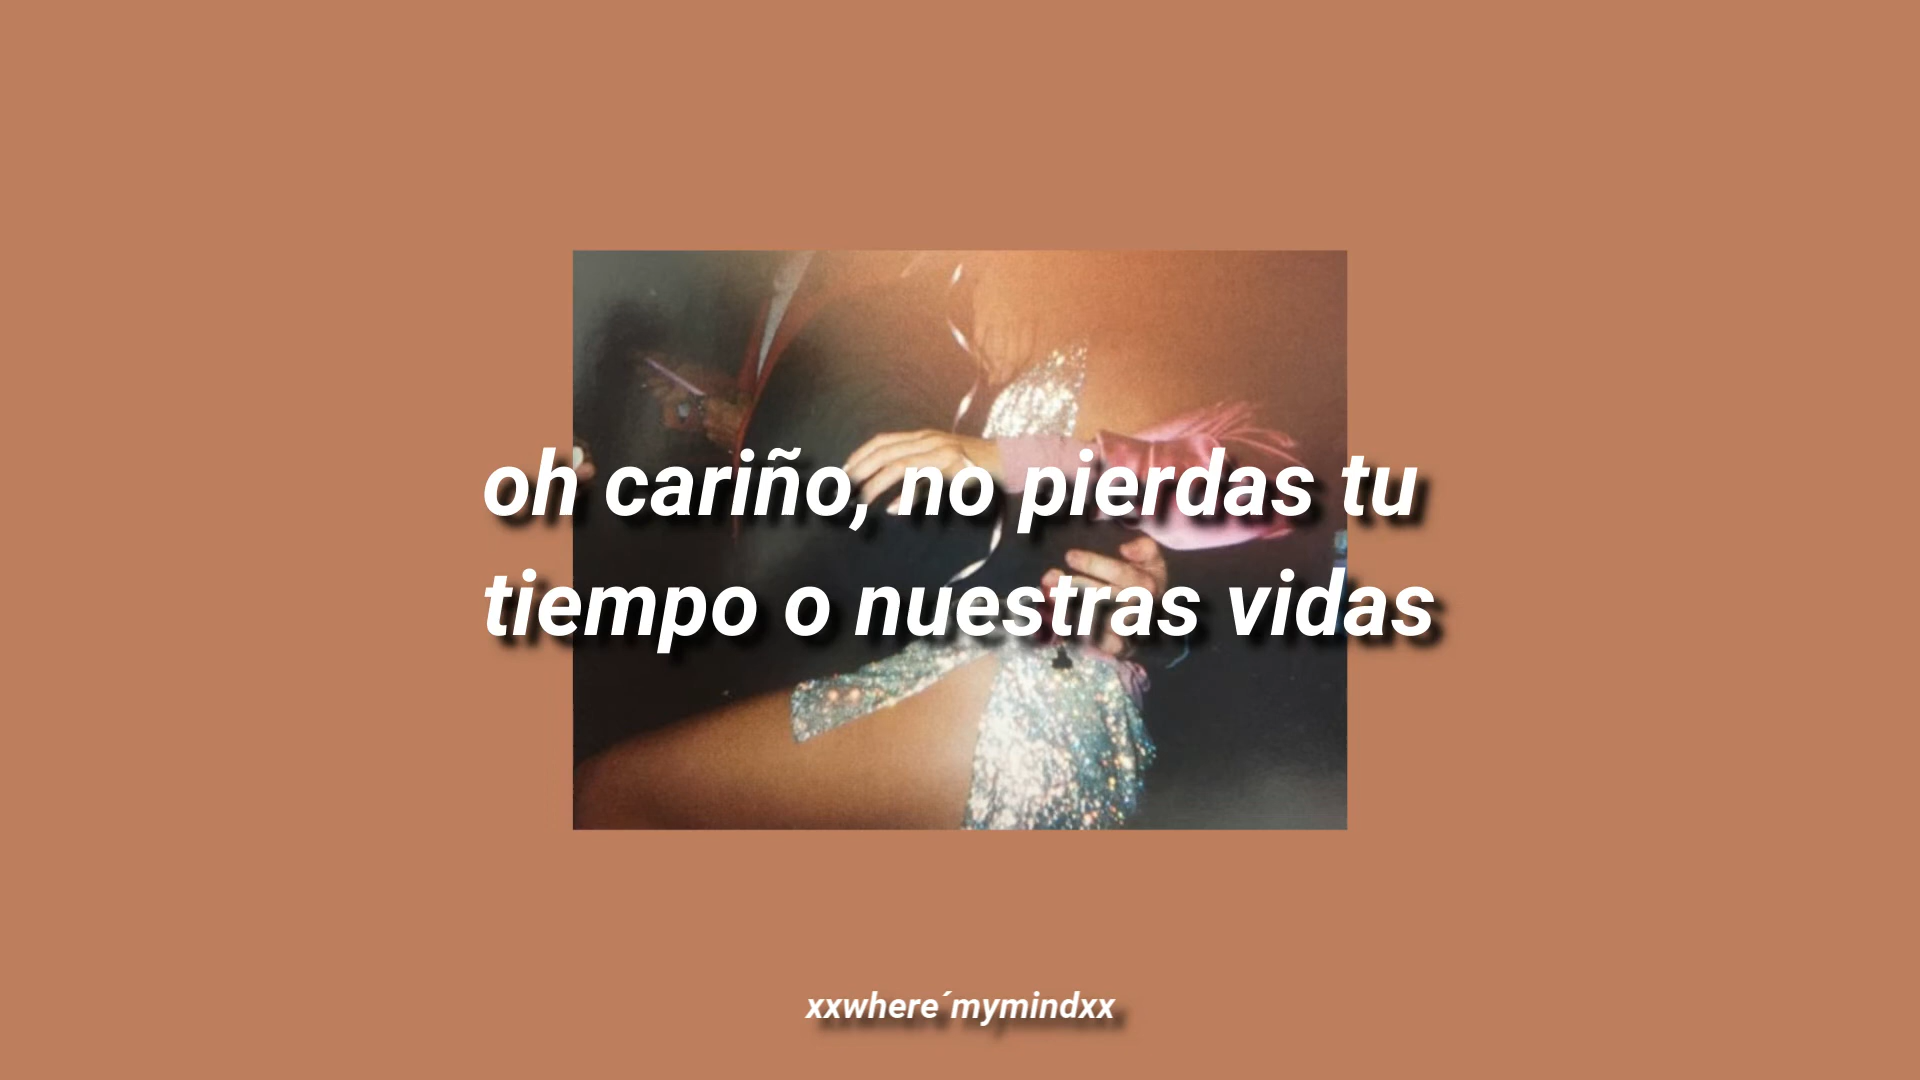 oh cariño, no pierdas tu
tiempo o nuestras vidas
xxwhere´mymindxx